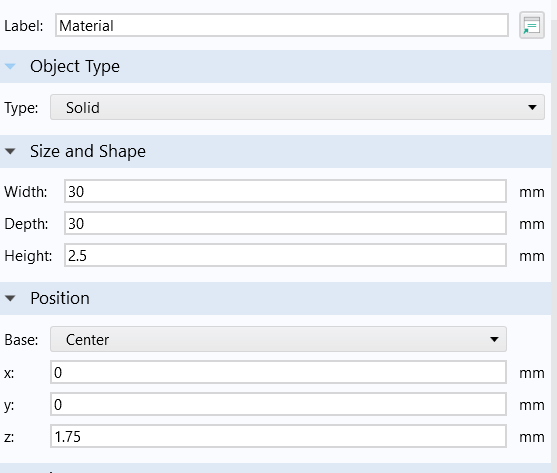 Label: Material
Object Type
Type: Solid
Size and Shape
Width: 30 mm
Depth: 30 mm
Height: 2.5 mm
Position
Base: Center
x: 0 mm
y: 0 mm
z: 1.75 mm